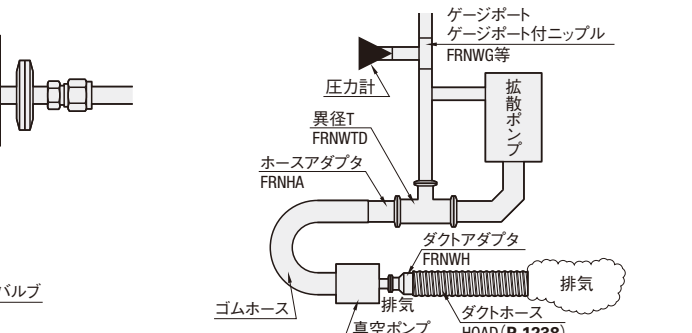 ゲージポート
ゲージポート付ニップル
FRNWG等
圧力計
拡散ポンプ
異径T
FRNWTD
ホースアダプタ
FRNHA
ダクトアダプタ
FRNWH
バルブ
ゴムホース
排気
排気
真空ポンプ
ダクトホース
HOAD(P.1238)